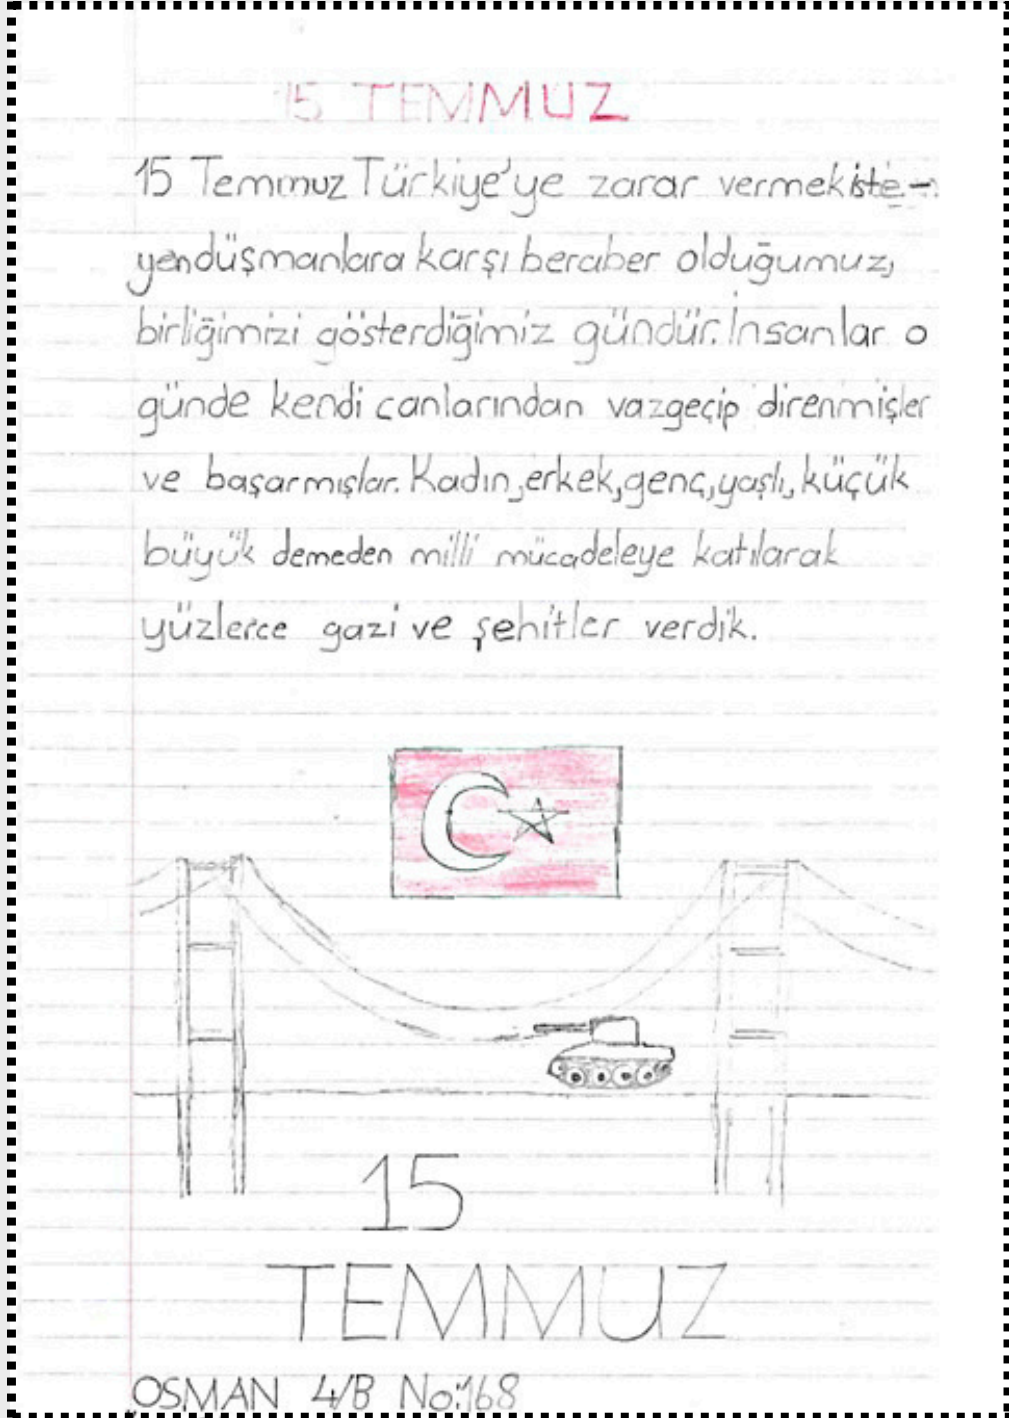 15 TEMMUZ
15 Temmuz Türkiye'ye zarar vermek iste-
yen düşmanlara karşı beraber olduğumuz,
birliğimizi gösterdiğimiz gündür. İnsanlar o
günde kendi canlarından vazgeçip direnmişler
ve başarmışlar. Kadın, erkek, genç, yaşlı, küçük
büyük demeden milli mücadeleye katılarak
yüzlerce gazi ve şehitler verdik.
15
TEMMUZ
OSMAN 4/B No:168